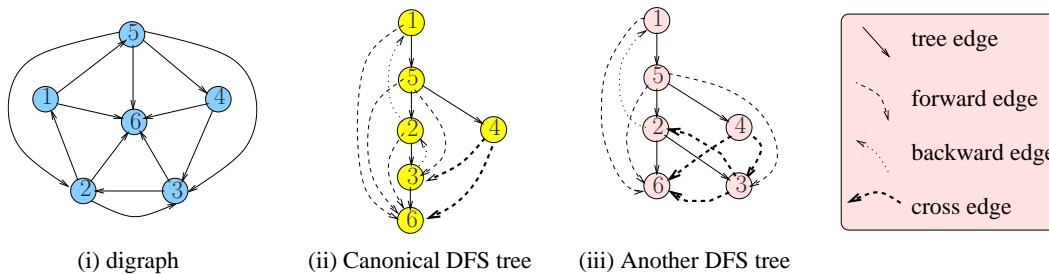 5
1
4
6
2
3
(i) digraph
1
5
2
4
3
6
(ii) Canonical DFS tree
1
5
2
4
6
3
(iii) Another DFS tree
tree edge
forward edge
backward edge
cross edge